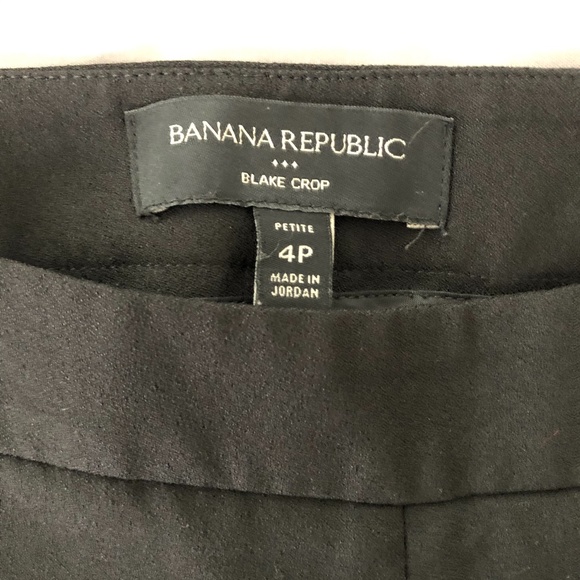 BANANA REPUBLIC
BLAKE CROP
PETITE
4P
MADE IN
JORDAN